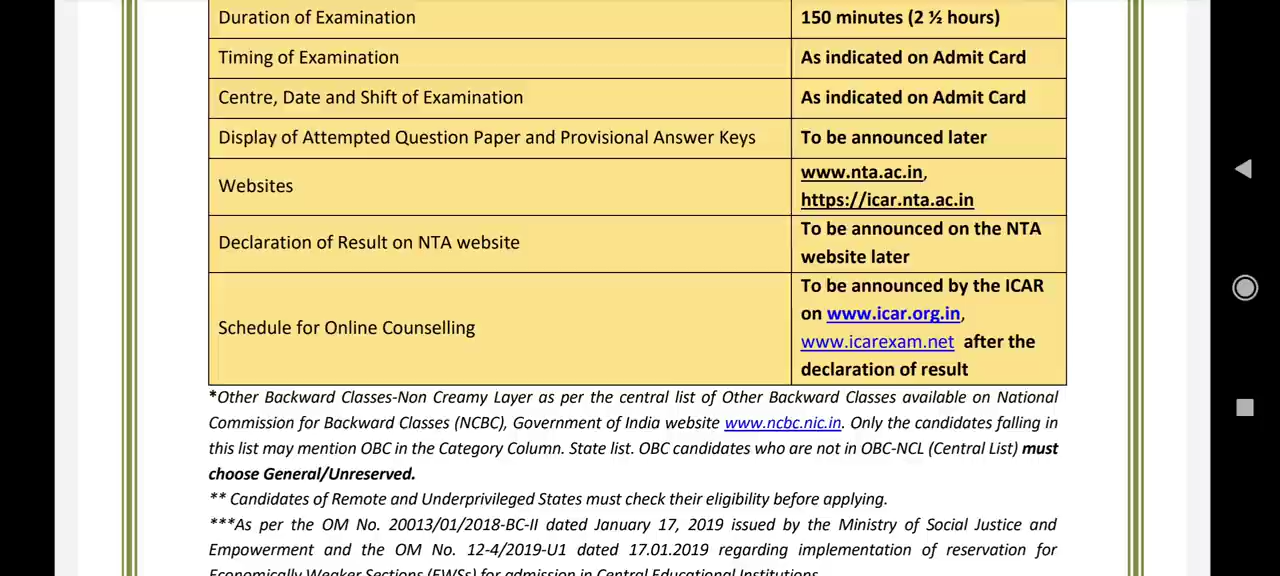 Duration of Examination
150 minutes (2 ½ hours)
Timing of Examination
As indicated on Admit Card
Centre, Date and Shift of Examination
As indicated on Admit Card
Display of Attempted Question Paper and Provisional Answer Keys
To be announced later
Websites
www.nta.ac.in,
https://icar.nta.ac.in
Declaration of Result on NTA website
To be announced on the NTA
website later
Schedule for Online Counselling
To be announced by the ICAR
on www.icar.org.in,
www.icarexam.net after the
declaration of result
*Other Backward Classes-Non Creamy Layer as per the central list of Other Backward Classes available on National
Commission for Backward Classes (NCBC), Government of India website www.ncbc.nic.in. Only the candidates falling in
this list may mention OBC in the Category Column. State list. OBC candidates who are not in OBC-NCL (Central List) must
choose General/Unreserved.
** Candidates of Remote and Underprivileged States must check their eligibility before applying.
***As per the OM No. 20013/01/2018-BC-II dated January 17, 2019 issued by the Ministry of Social Justice and
Empowerment and the OM No. 12-4/2019-U1 dated 17.01.2019 regarding implementation of reservation for
Economically Weaker Sections (EWSs) for admission in Central Educational Institutions.